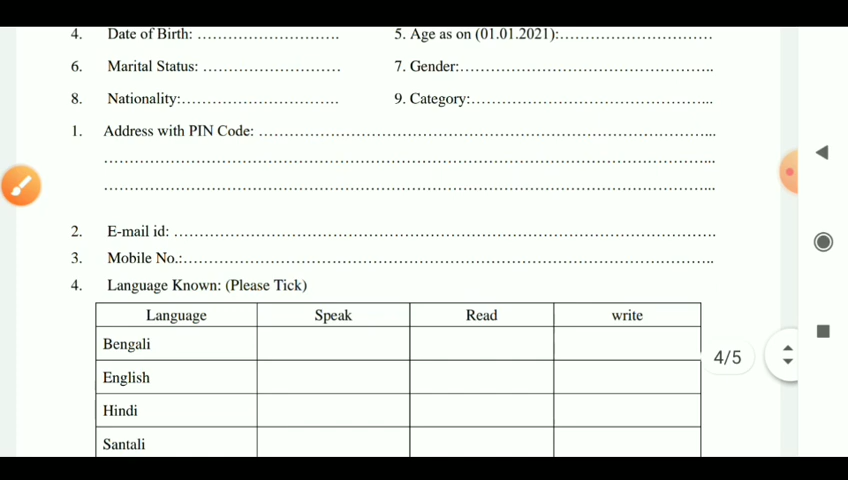 4. Date of Birth: ................................. 5. Age as on (01.01.2021):....................................
6. Marital Status: ................................ 7. Gender:............................................................
8. Nationality:.................................... 9. Category:.........................................................
1. Address with PIN Code: .....................................................................................................
........................................................................................................................................
........................................................................................................................................
2. E-mail id: ........................................................................................................................
3. Mobile No.:.....................................................................................................................
4. Language Known: (Please Tick)
Language Speak Read write
Bengali
4/5
English
Hindi
Santali